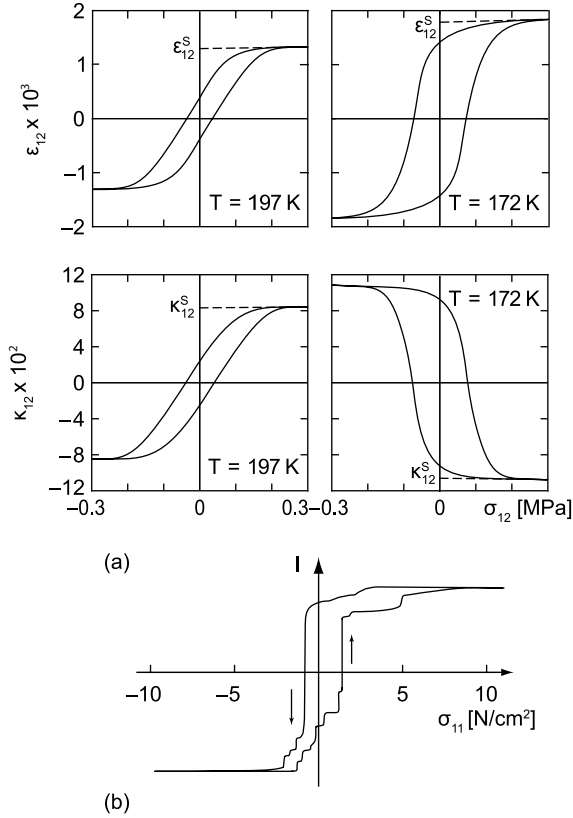 2
1
0
−1
−2
ε₁₂ x 10³
ε₁₂ˢ
T = 197 K
ε₁₂ˢ
T = 172 K
12
8
4
0
−4
−8
−12
κ₁₂ x 10²
κ₁₂ˢ
T = 197 K
T = 172 K
κ₁₂ˢ
−0.3 0 0.3 −0.3 0 σ₁₂ [MPa]
(a)
I
−10 −5 0 5 10
σ₁₁ [N/cm²]
(b)